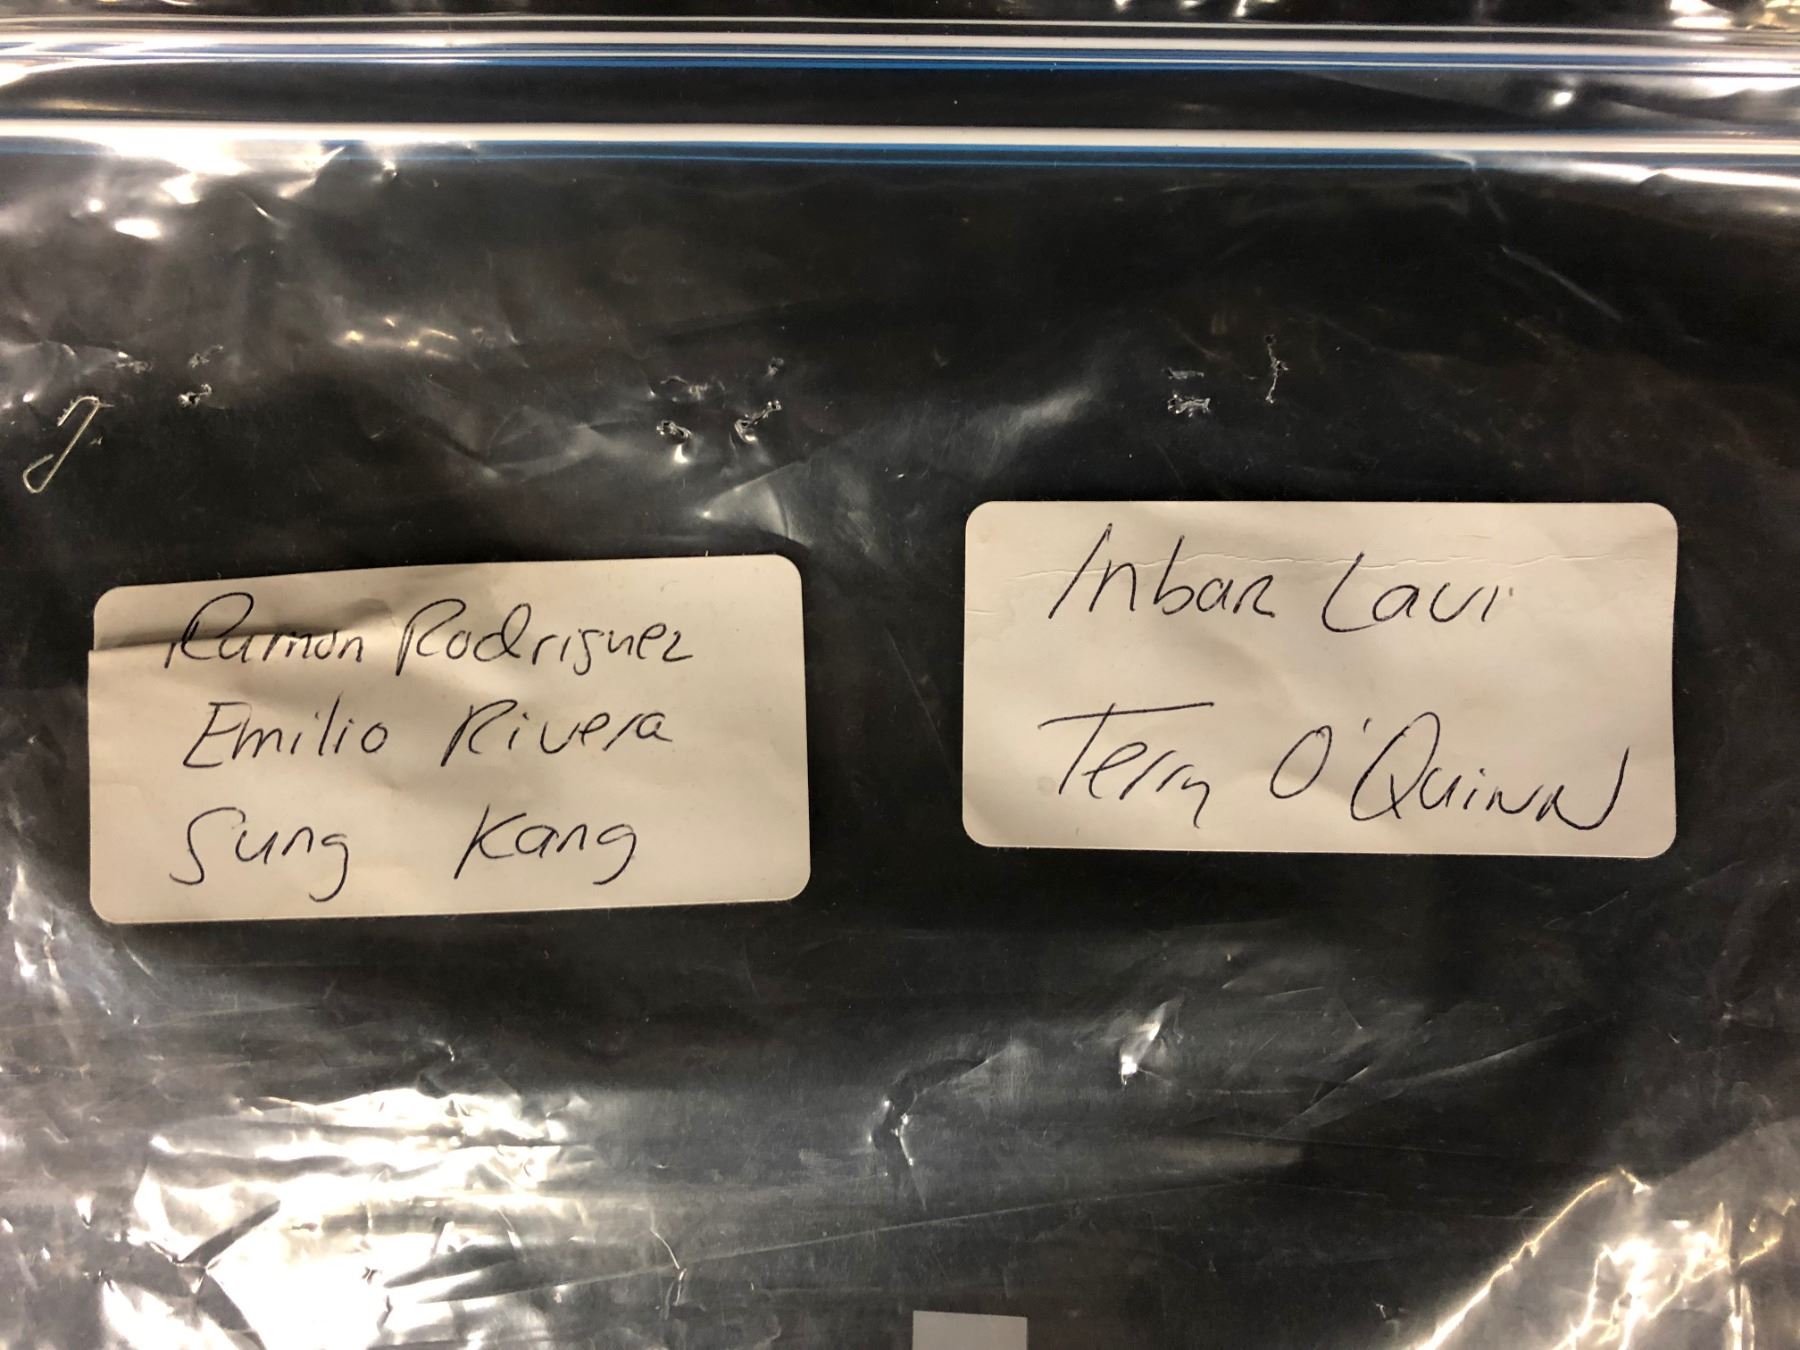 Ramon Rodriguez
Emilio Rivera
Sung Kang
Inbar Lavi
Terry O'Quinn